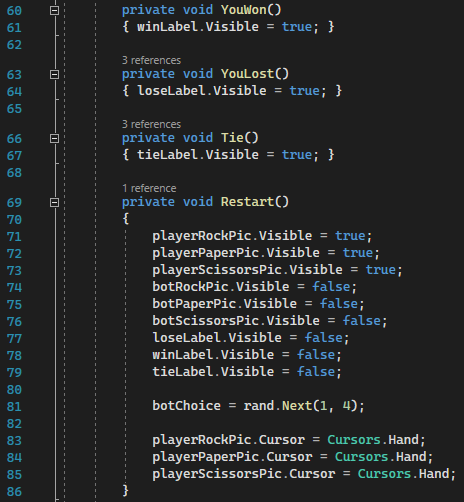 60 private void YouWon()
61 { winLabel.Visible = true; }
62
3 references
63 private void YouLost()
64 { loseLabel.Visible = true; }
65
3 references
66 private void Tie()
67 { tieLabel.Visible = true; }
68
1 reference
69 private void Restart()
70 {
71 playerRockPic.Visible = true;
72 playerPaperPic.Visible = true;
73 playerScissorsPic.Visible = true;
74 botRockPic.Visible = false;
75 botPaperPic.Visible = false;
76 botScissorsPic.Visible = false;
77 loseLabel.Visible = false;
78 winLabel.Visible = false;
79 tieLabel.Visible = false;
80
81 botChoice = rand.Next(1, 4);
82
83 playerRockPic.Cursor = Cursors.Hand;
84 playerPaperPic.Cursor = Cursors.Hand;
85 playerScissorsPic.Cursor = Cursors.Hand;
86 }